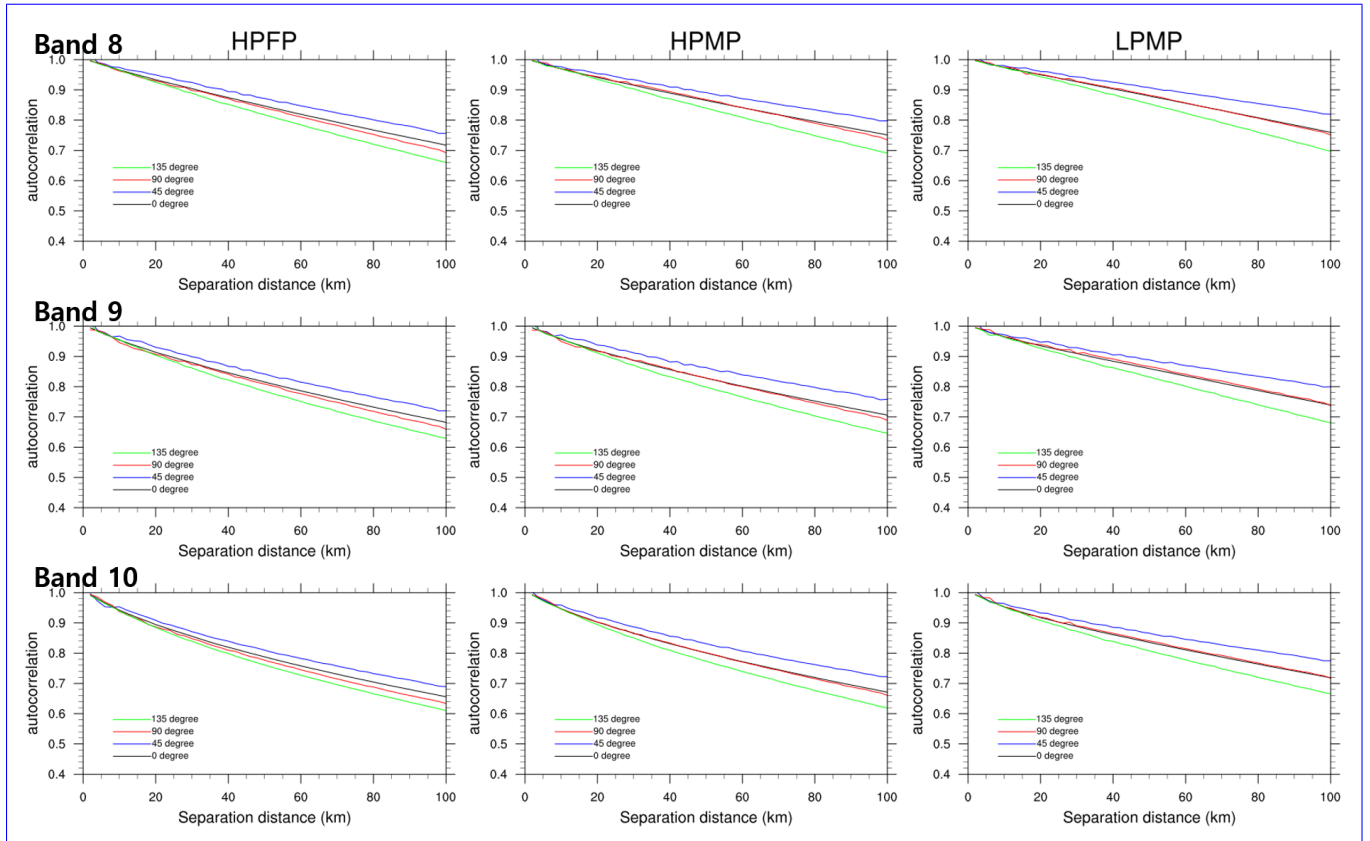 HPFP HPMP LPMP
Band 8
1.0 1.0 1.0
0.9 0.9 0.9
0.8 0.8 0.8
0.7 0.7 0.7
0.6 0.6 0.6
0.5 0.5 0.5
0.4 0.4 0.4
autocorrelation autocorrelation autocorrelation
135 degree 135 degree 135 degree
90 degree 90 degree 90 degree
45 degree 45 degree 45 degree
0 degree 0 degree 0 degree
0 20 40 60 80 100 0 20 40 60 80 100 0 20 40 60 80 100
Separation distance (km) Separation distance (km) Separation distance (km)
Band 9
1.0 1.0 1.0
0.9 0.9 0.9
0.8 0.8 0.8
0.7 0.7 0.7
0.6 0.6 0.6
0.5 0.5 0.5
0.4 0.4 0.4
autocorrelation autocorrelation autocorrelation
135 degree 135 degree 135 degree
90 degree 90 degree 90 degree
45 degree 45 degree 45 degree
0 degree 0 degree 0 degree
0 20 40 60 80 100 0 20 40 60 80 100 0 20 40 60 80 100
Separation distance (km) Separation distance (km) Separation distance (km)
Band 10
1.0 1.0 1.0
0.9 0.9 0.9
0.8 0.8 0.8
0.7 0.7 0.7
0.6 0.6 0.6
0.5 0.5 0.5
0.4 0.4 0.4
autocorrelation autocorrelation autocorrelation
135 degree 135 degree 135 degree
90 degree 90 degree 90 degree
45 degree 45 degree 45 degree
0 degree 0 degree 0 degree
0 20 40 60 80 100 0 20 40 60 80 100 0 20 40 60 80 100
Separation distance (km) Separation distance (km) Separation distance (km)